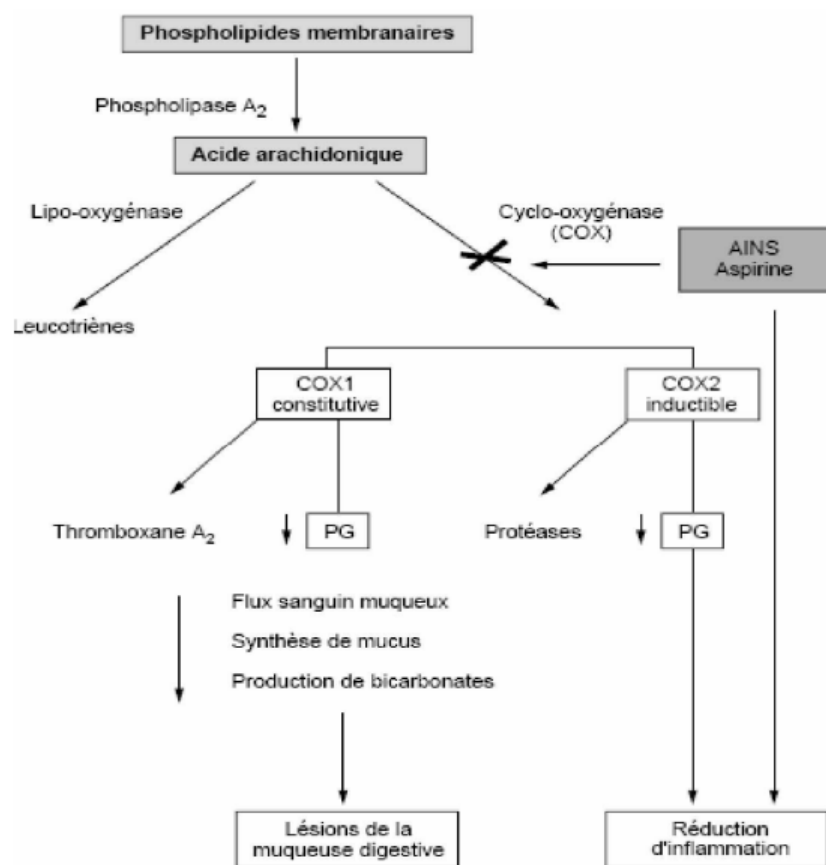 Phospholipides membranaires
Phospholipase A2
Acide arachidonique
Lipo-oxygénase
Cyclo-oxygénase
(COX)
AINS
Aspirine
Leucotriènes
COX1
constitutive
COX2
inductible
Thromboxane A2
PG
Protéases
PG
Flux sanguin muqueux
Synthèse de mucus
Production de bicarbonates
Lésions de la
muqueuse digestive
Réduction
d'inflammation